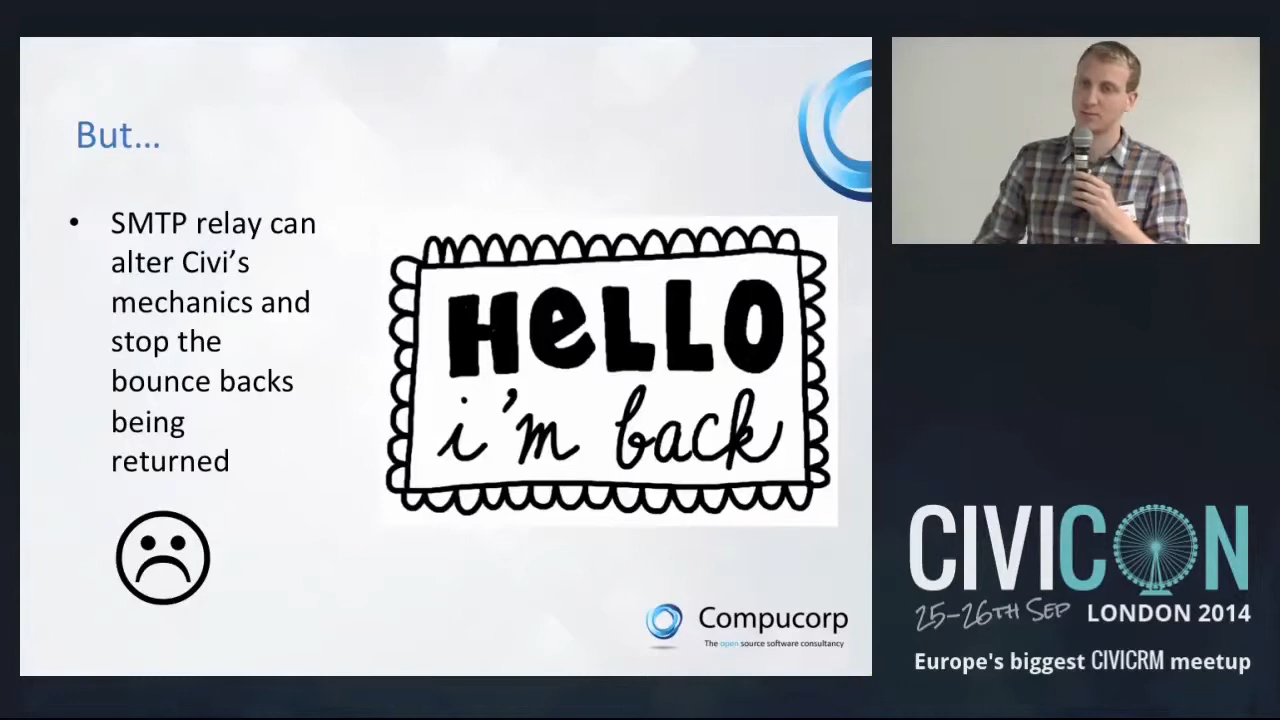 But...
• SMTP relay can
alter Civi's
mechanics and
stop the
bounce backs
being
returned
HELLO
i'm back
Compucorp
The open source software consultancy
CIVICON
25-26TH SEP LONDON 2014
Europe's biggest CIVICRM meetup